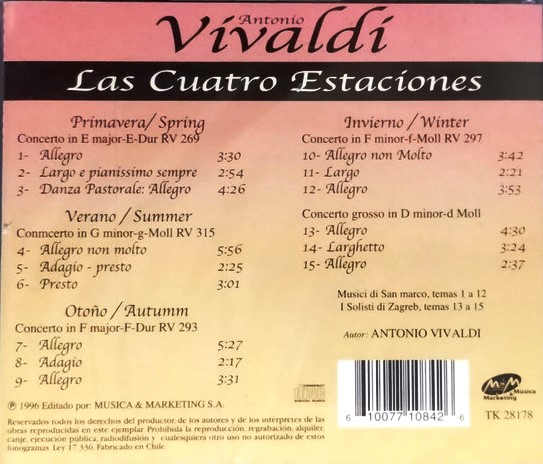 Antonio
Vivaldi
Las Cuatro Estaciones
Primavera/Spring
Concerto in E major-E-Dur RV 269
1- Allegro 3:30
2- Largo e pianissimo sempre 2:54
3- Danza Pastorale: Allegro 4:26
Verano / Summer
Conmcerto in G minor-g-Moll RV 315
4- Allegro non molto 5:56
5- Adagio - presto 2:25
6- Presto 3:01
Otoño / Autumm
Concerto in F major-F-Dur RV 293
7- Allegro 5:27
8- Adagio 2:17
9- Allegro 3:31
Invierno / Winter
Concerto in F minor-f-Moll RV 297
10- Allegro non Molto 3:42
11- Largo 2:21
12- Allegro 3:53
Concerto grosso in D minor-d Moll
13- Allegro 4:30
14- Larghetto 3:24
15- Allegro 2:37
Musici di San marco, temas 1 a 12
I Solisti di Zagreb, temas 13 a 15
Autor: ANTONIO VIVALDI
℗ 1996 Editado por: MUSICA & MARKETING S.A.
Reservados todos los derechos del productor, de los autores y de los interpretes de las
obras reproducidas en este ejemplar Prohibida la reproducción, regrabación, alquiler,
canje, ejecución pública, radiodifusión y cualesquiera otro uso no autorizado de estos
fonogramas Ley 17.336. Fabricado en Chile
COMPACT
disc
DIGITAL AUDIO
6 10077 10842 6
M&M
Música &
Marketing
TK 28178